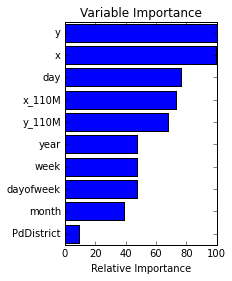 Variable Importance
y
x
day
x_110M
y_110M
year
week
dayofweek
month
PdDistrict
0 20 40 60 80 100
Relative Importance